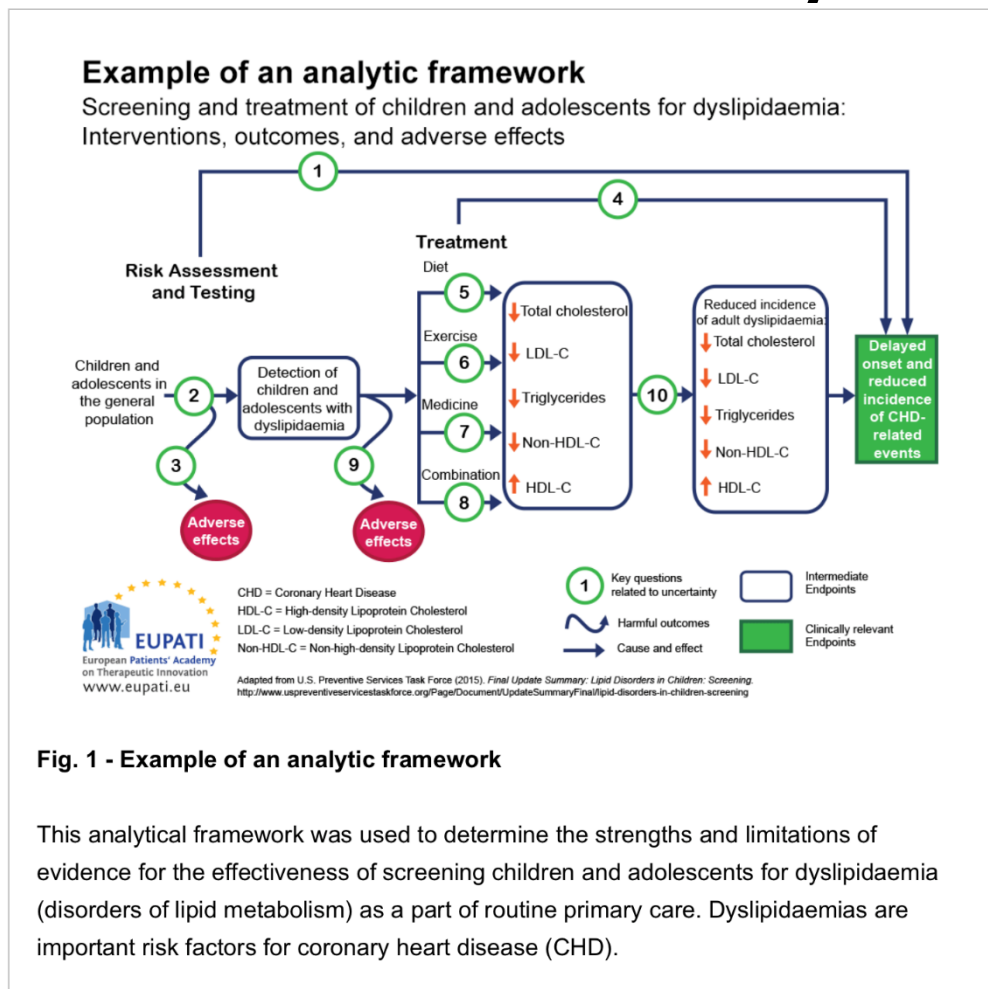 Example of an analytic framework
Screening and treatment of children and adolescents for dyslipidaemia:
Interventions, outcomes, and adverse effects
1
4
Treatment
Risk Assessment
and Testing
Diet
5
Exercise
6
Medicine
7
Combination
8
Children and
adolescents in
the general
population
2
Detection of
children and
adolescents with
dyslipidaemia
3
9
Adverse
effects
Adverse
effects
Total cholesterol
LDL-C
Triglycerides
Non-HDL-C
HDL-C
10
Reduced incidence
of adult dyslipidaemia:
Total cholesterol
LDL-C
Triglycerides
Non-HDL-C
HDL-C
Delayed
onset and
reduced
incidence
of CHD-
related
events
EUPATI
European Patients' Academy
on Therapeutic Innovation
www.eupati.eu
CHD = Coronary Heart Disease
HDL-C = High-density Lipoprotein Cholesterol
LDL-C = Low-density Lipoprotein Cholesterol
Non-HDL-C = Non-high-density Lipoprotein Cholesterol
1
Key questions
related to uncertainty
Harmful outcomes
Cause and effect
Intermediate
Endpoints
Clinically relevant
Endpoints
Adapted from U.S. Preventive Services Task Force (2015). Final Update Summary: Lipid Disorders in Children: Screening.
http://www.uspreventiveservicestaskforce.org/Page/Document/UpdateSummaryFinal/lipid-disorders-in-children-screening
Fig. 1 - Example of an analytic framework
This analytical framework was used to determine the strengths and limitations of
evidence for the effectiveness of screening children and adolescents for dyslipidaemia
(disorders of lipid metabolism) as a part of routine primary care. Dyslipidaemias are
important risk factors for coronary heart disease (CHD).